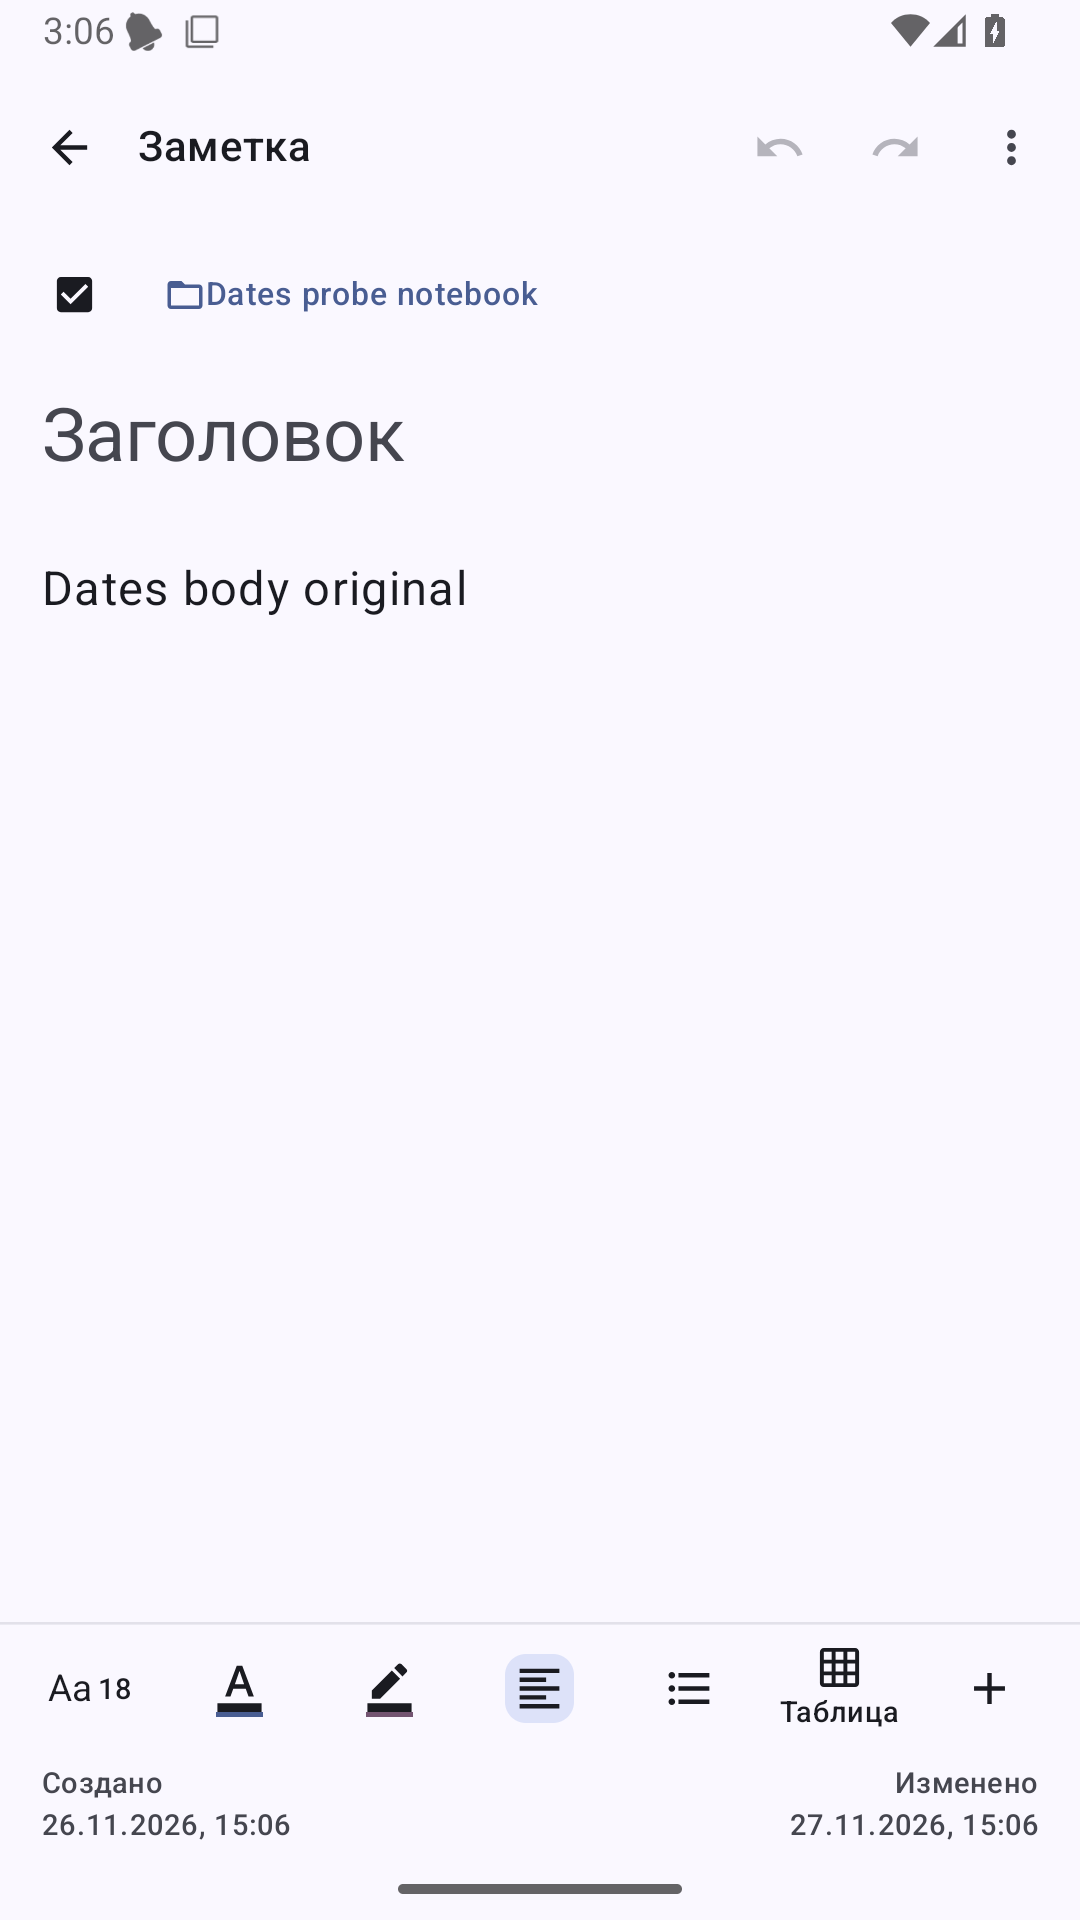 3:06
Заметка
Dates probe notebook
Заголовок
Dates body original
Aa 18
A
Таблица
Создано
Изменено
26.11.2026, 15:06
27.11.2026, 15:06